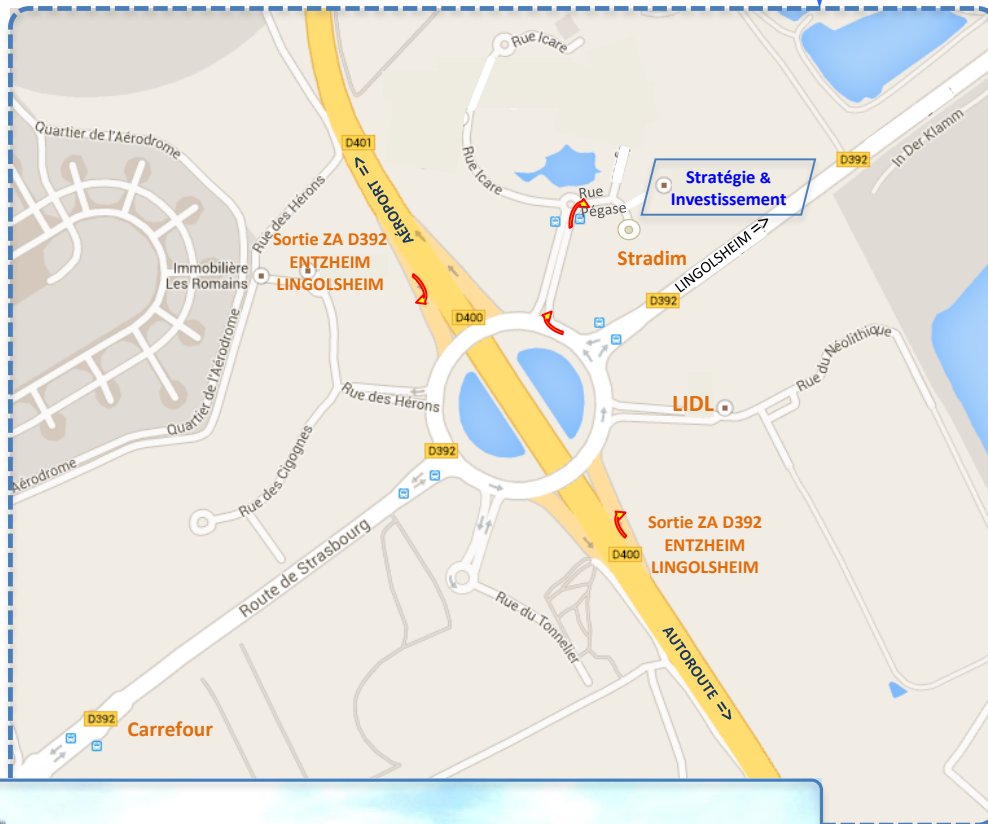 Rue Icare
Quartier de l'Aérodrome
D401
In Der Klamm
D392
Rue Icare
AÉROPORT =>
Rue des Hérons
Rue
Pégase
Stratégie &
Investissement
Sortie ZA D392
ENTZHEIM
LINGOLSHEIM
Immobilière
Les Romains
Stradim
LINGOLSHEIM =>
D392
D400
Rue du Néolithique
Quartier de l'Aérodrome
Rue des Hérons
LIDL
D392
Aérodrome
Rue des Cigognes
Route de Strasbourg
Sortie ZA D392
ENTZHEIM
LINGOLSHEIM
D400
Rue du Tonnelier
AUTOROUTE =>
D392
Carrefour